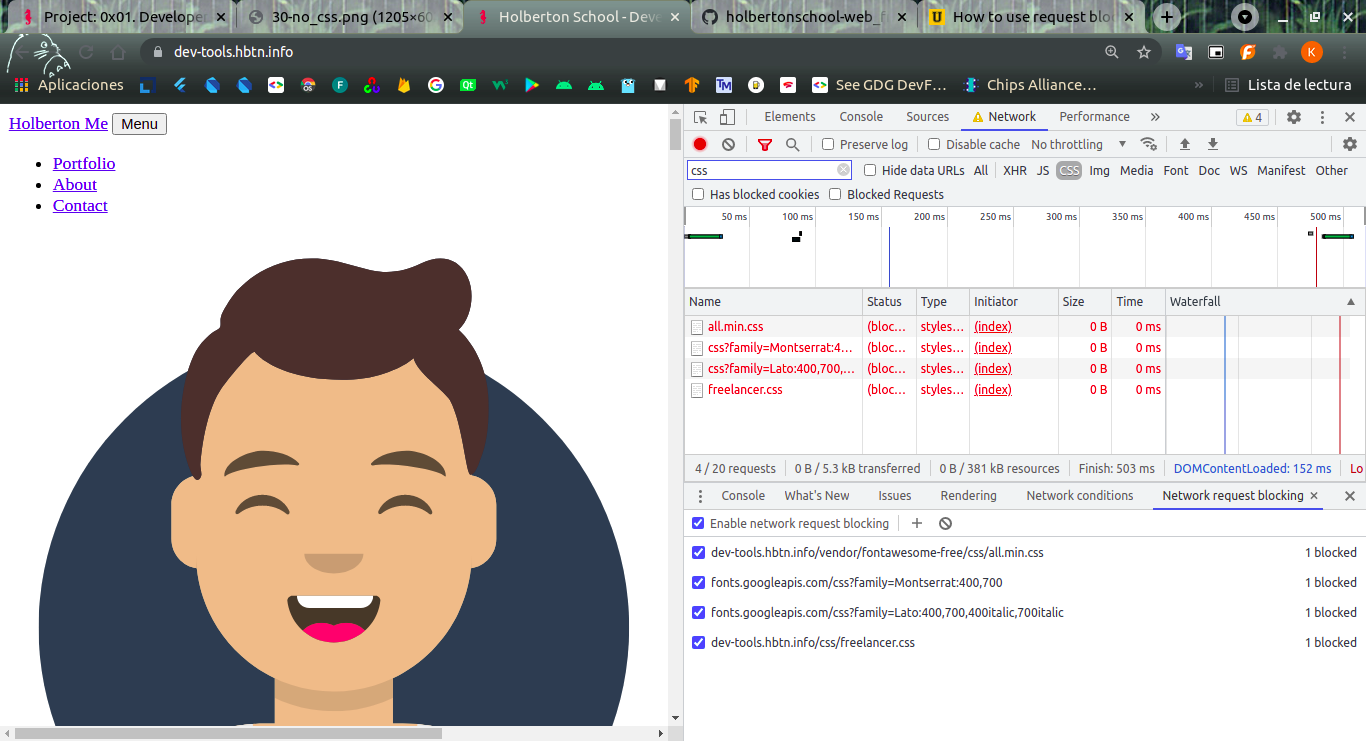 Project: 0x01. Developer
30-no_css.png (1205×60
Holberton School - Deve
holbertonschool-web_f
How to use request bloc
dev-tools.hbtn.info
K
Aplicaciones
See GDG DevF...
Chips Alliance...
»
Lista de lectura
Holberton Me Menu
Portfolio
About
Contact
Elements Console Sources Network Performance » 4
Preserve log Disable cache No throttling
css Hide data URLs All XHR JS CSS Img Media Font Doc WS Manifest Other
Has blocked cookies Blocked Requests
50 ms 100 ms 150 ms 200 ms 250 ms 300 ms 350 ms 400 ms 450 ms 500 ms
Name Status Type Initiator Size Time Waterfall
all.min.css (bloc... styles... (index) 0 B 0 ms
css?family=Montserrat:4... (bloc... styles... (index) 0 B 0 ms
css?family=Lato:400,700,... (bloc... styles... (index) 0 B 0 ms
freelancer.css (bloc... styles... (index) 0 B 0 ms
4 / 20 requests 0 B / 5.3 kB transferred 0 B / 381 kB resources Finish: 503 ms DOMContentLoaded: 152 ms Lo
Console What's New Issues Rendering Network conditions Network request blocking ×
Enable network request blocking
dev-tools.hbtn.info/vendor/fontawesome-free/css/all.min.css 1 blocked
fonts.googleapis.com/css?family=Montserrat:400,700 1 blocked
fonts.googleapis.com/css?family=Lato:400,700,400italic,700italic 1 blocked
dev-tools.hbtn.info/css/freelancer.css 1 blocked